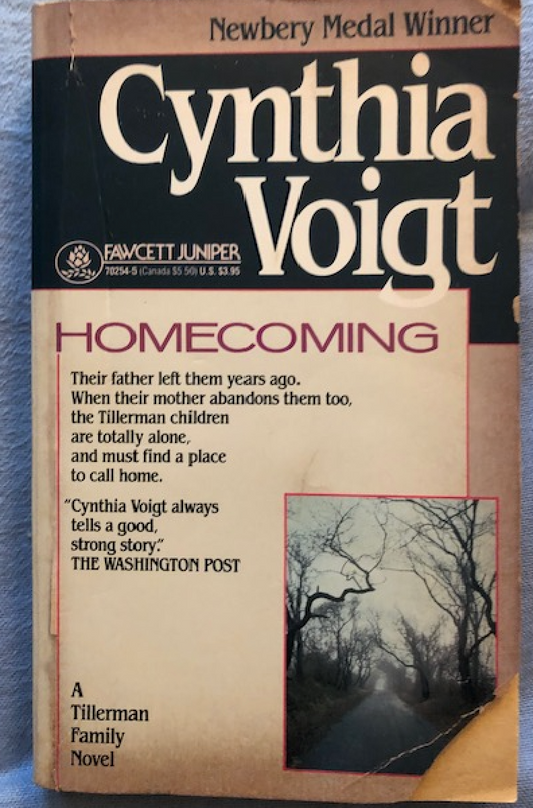 Newbery Medal Winner
Cynthia
Voigt
FAWCETT JUNIPER
70254-5 (Canada $5.50) U.S. $3.95
HOMECOMING
Their father left them years ago.
When their mother abandons them too,
the Tillerman children
are totally alone,
and must find a place
to call home.
"Cynthia Voigt always
tells a good,
strong story."
THE WASHINGTON POST
A
Tillerman
Family
Novel